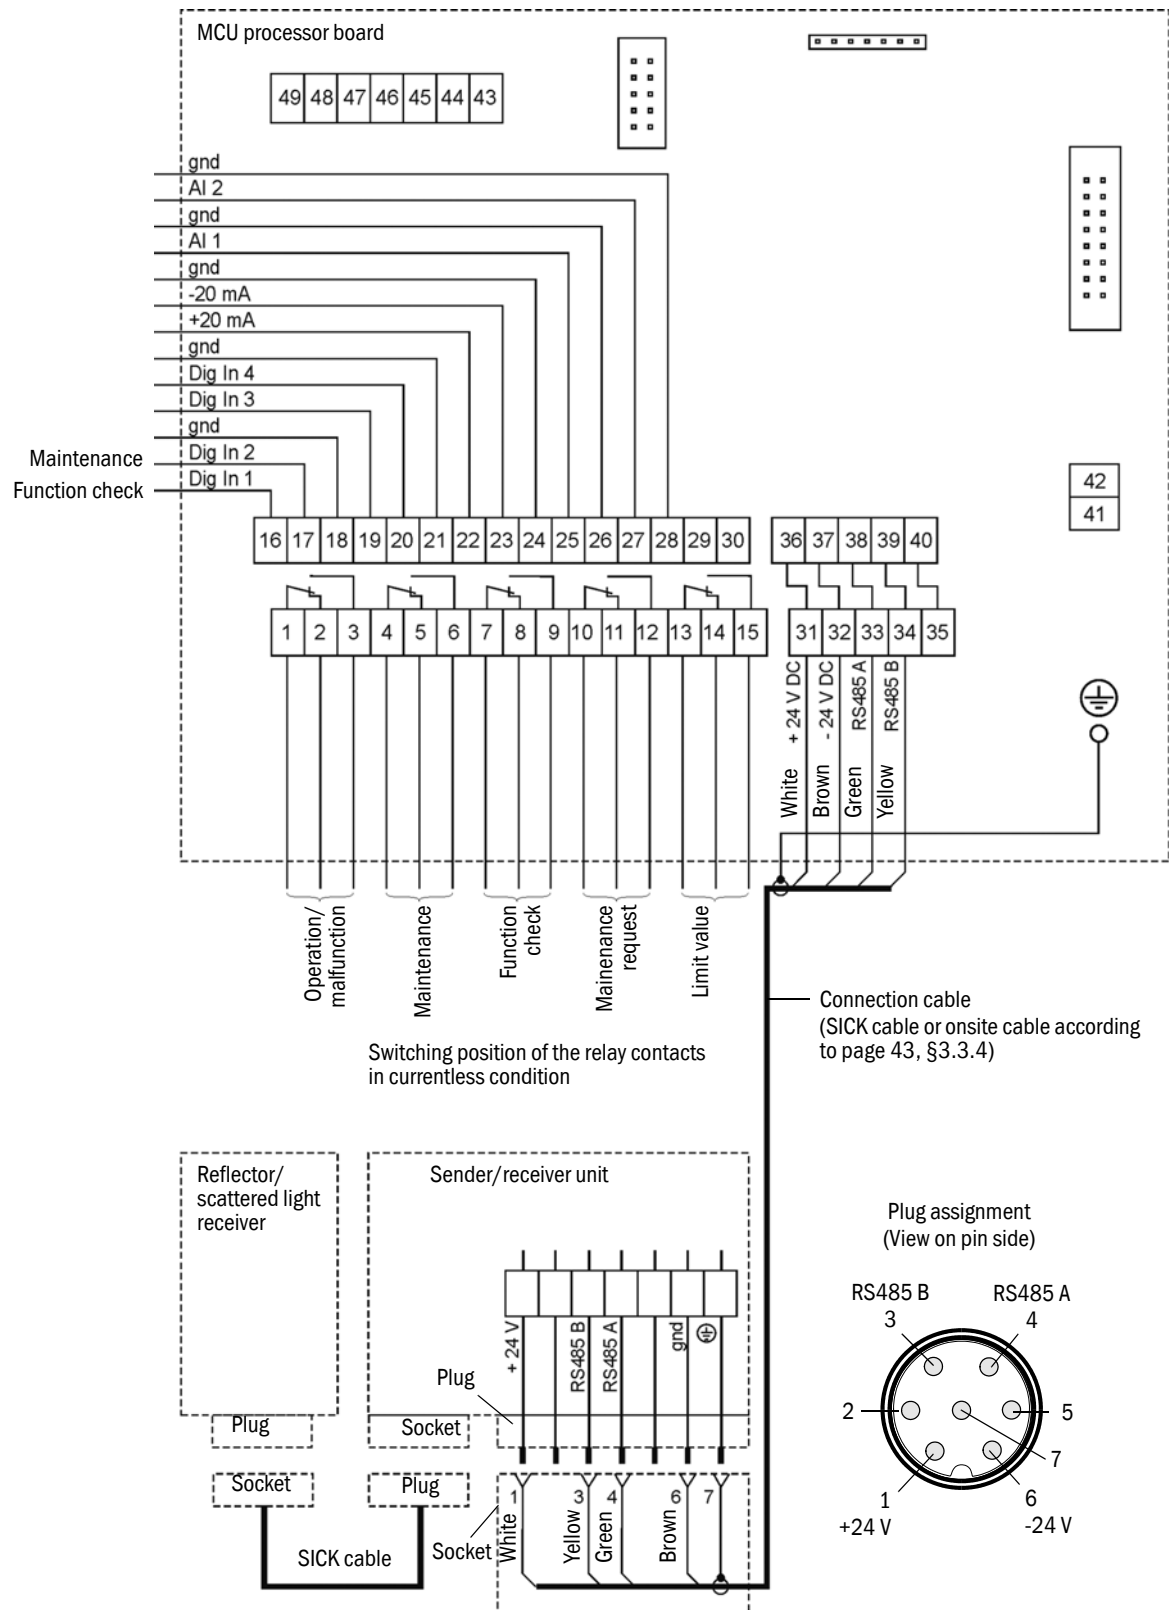 MCU processor board
49 48 47 46 45 44 43
gnd
AI 2
gnd
AI 1
gnd
-20 mA
+20 mA
gnd
Dig In 4
Dig In 3
gnd
Maintenance Dig In 2
Function check Dig In 1
42
41
16 17 18 19 20 21 22 23 24 25 26 27 28 29 30
36 37 38 39 40
1 2 3 4 5 6 7 8 9 10 11 12 13 14 15
31 32 33 34 35
+ 24 V DC
- 24 V DC
RS485 A
RS485 B
White
Brown
Green
Yellow
Operation/
malfunction
Maintenance
Function
check
Mainenance
request
Limit value
Connection cable
(SICK cable or onsite cable according
to page 43, §3.3.4)
Switching position of the relay contacts
in currentless condition
Reflector/
scattered light
receiver
Sender/receiver unit
+ 24 V
RS485 B
RS485 A
gnd
Plug
Plug
Socket
Socket
Plug
SICK cable
Socket
1 3 4 6 7
White
Yellow
Green
Brown
Plug assignment
(View on pin side)
RS485 B
3
RS485 A
4
2
5
7
1
+24 V
6
-24 V